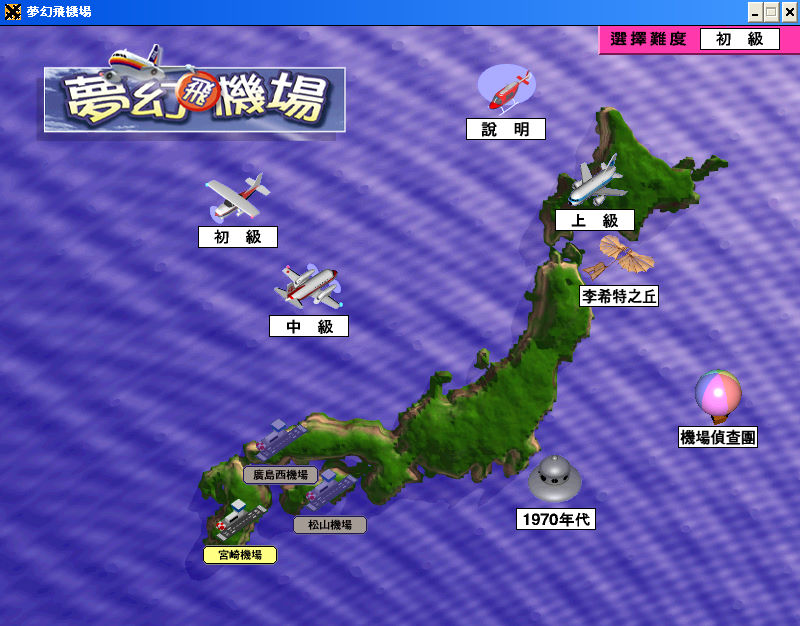 夢幻飛機場
選擇難度 初 級
夢幻飛機場
說 明
上 級
初 級
李希特之丘
中 級
機場偵查團
廣島西機場
1970年代
松山機場
宮崎機場